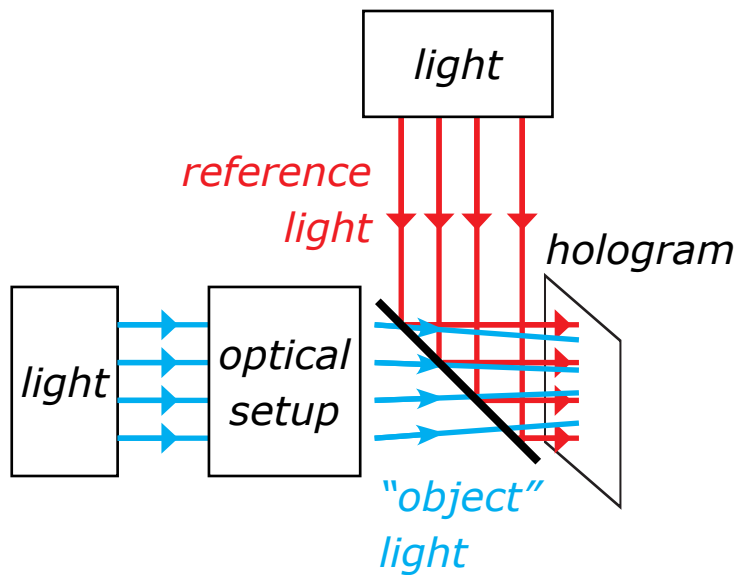 light
reference
light
hologram
light
optical
setup
“object”
light